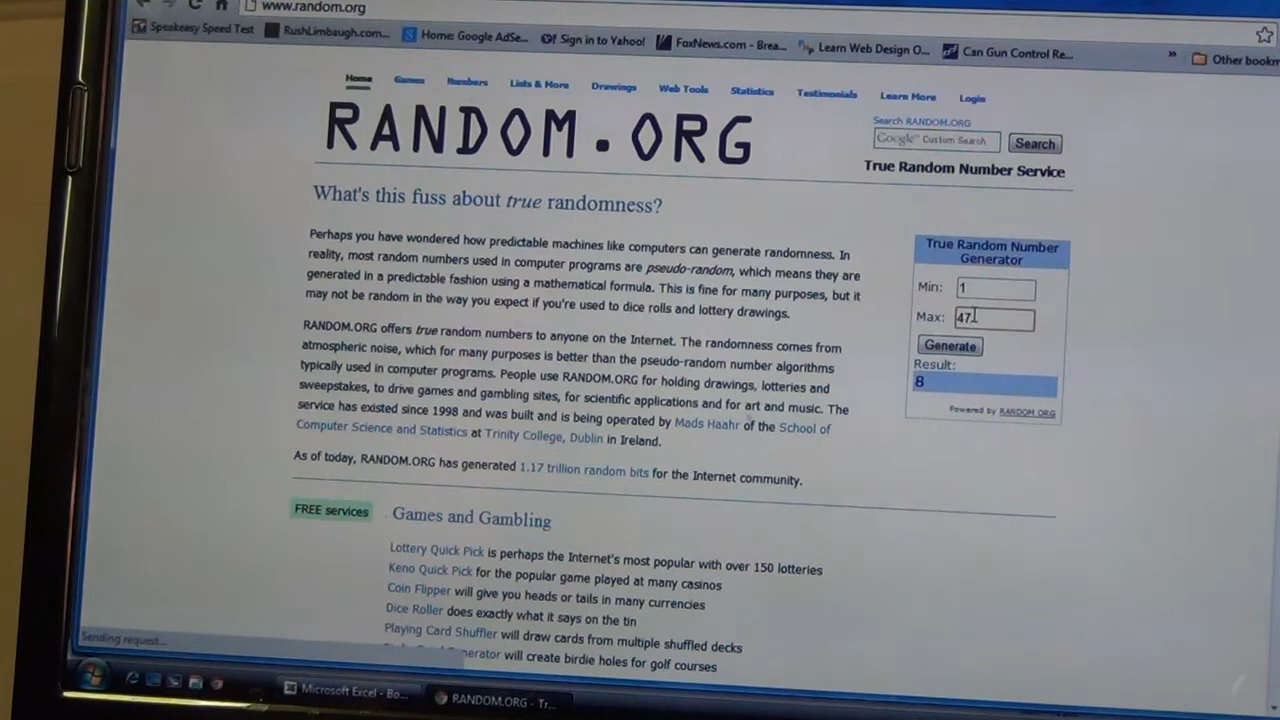 www.random.org
Speakeasy Speed Test RushLimbaugh.com... Home: Google AdSe... Sign in to Yahoo! FoxNews.com - Brea... Learn Web Design O... Can Gun Control Re... » Other bookm
Home Games Numbers Lists & More Drawings Web Tools Statistics Testimonials Learn More Login
RANDOM.ORG
Search RANDOM.ORG
Google™ Custom Search Search
True Random Number Service
What's this fuss about true randomness?
Perhaps you have wondered how predictable machines like computers can generate randomness. In
reality, most random numbers used in computer programs are pseudo-random, which means they are
generated in a predictable fashion using a mathematical formula. This is fine for many purposes, but it
may not be random in the way you expect if you're used to dice rolls and lottery drawings.
RANDOM.ORG offers true random numbers to anyone on the Internet. The randomness comes from
atmospheric noise, which for many purposes is better than the pseudo-random number algorithms
typically used in computer programs. People use RANDOM.ORG for holding drawings, lotteries and
sweepstakes, to drive games and gambling sites, for scientific applications and for art and music. The
service has existed since 1998 and was built and is being operated by Mads Haahr of the School of
Computer Science and Statistics at Trinity College, Dublin in Ireland.
As of today, RANDOM.ORG has generated 1.17 trillion random bits for the Internet community.
True Random Number
Generator
Min: 1
Max: 47
Generate
Result:
8
Powered by RANDOM.ORG
FREE services
Games and Gambling
Lottery Quick Pick is perhaps the Internet's most popular with over 150 lotteries
Keno Quick Pick for the popular game played at many casinos
Coin Flipper will give you heads or tails in many currencies
Dice Roller does exactly what it says on the tin
Playing Card Shuffler will draw cards from multiple shuffled decks
will create birdie holes for golf courses
Sending request...
Microsoft Excel - Bo... RANDOM.ORG - Tr...